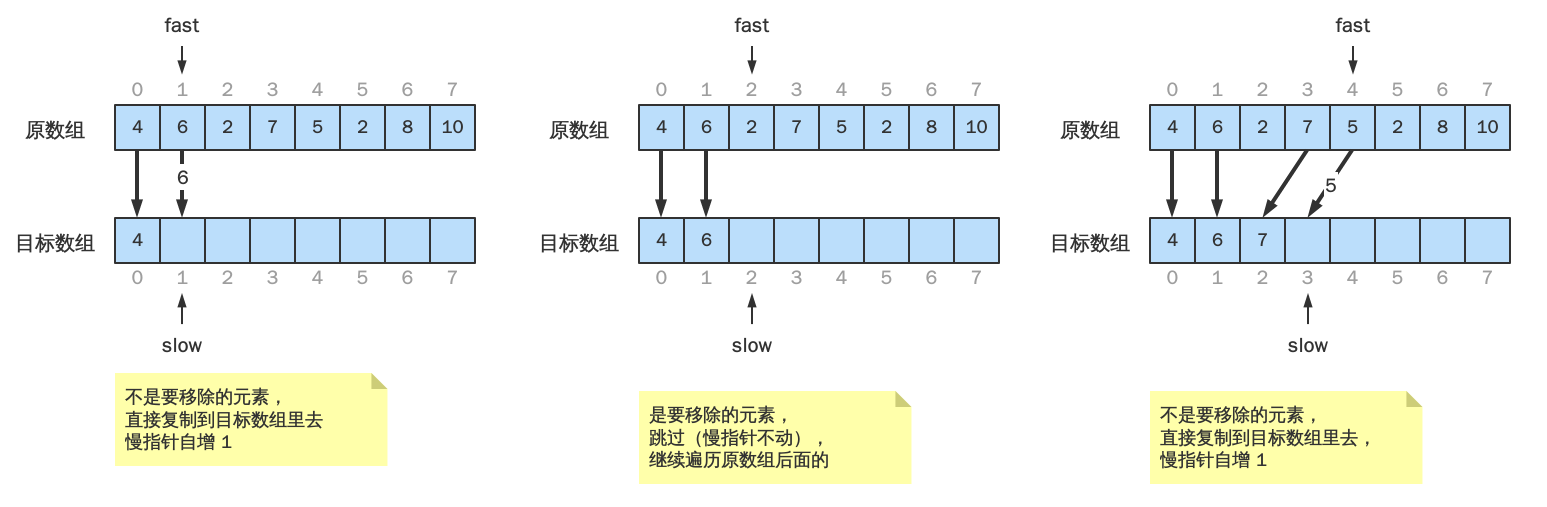 fast
0 1 2 3 4 5 6 7
原数组 4 6 2 7 5 2 8 10
6
目标数组 4
0 1 2 3 4 5 6 7
slow
不是要移除的元素，
直接复制到目标数组里去
慢指针自增 1
fast
0 1 2 3 4 5 6 7
原数组 4 6 2 7 5 2 8 10
目标数组 4 6
0 1 2 3 4 5 6 7
slow
是要移除的元素，
跳过（慢指针不动），
继续遍历原数组后面的
fast
0 1 2 3 4 5 6 7
原数组 4 6 2 7 5 2 8 10
5
目标数组 4 6 7
0 1 2 3 4 5 6 7
slow
不是要移除的元素，
直接复制到目标数组里去，
慢指针自增 1